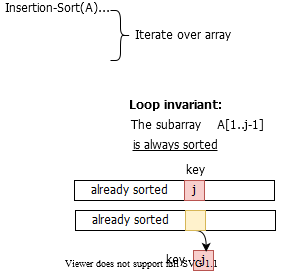 Insertion-Sort(A)...
Iterate over array
Loop invariant:
The subarray A[1..j-1]
is always sorted
key
already sorted j
already sorted
key j
Viewer does not support full SVG 1.1